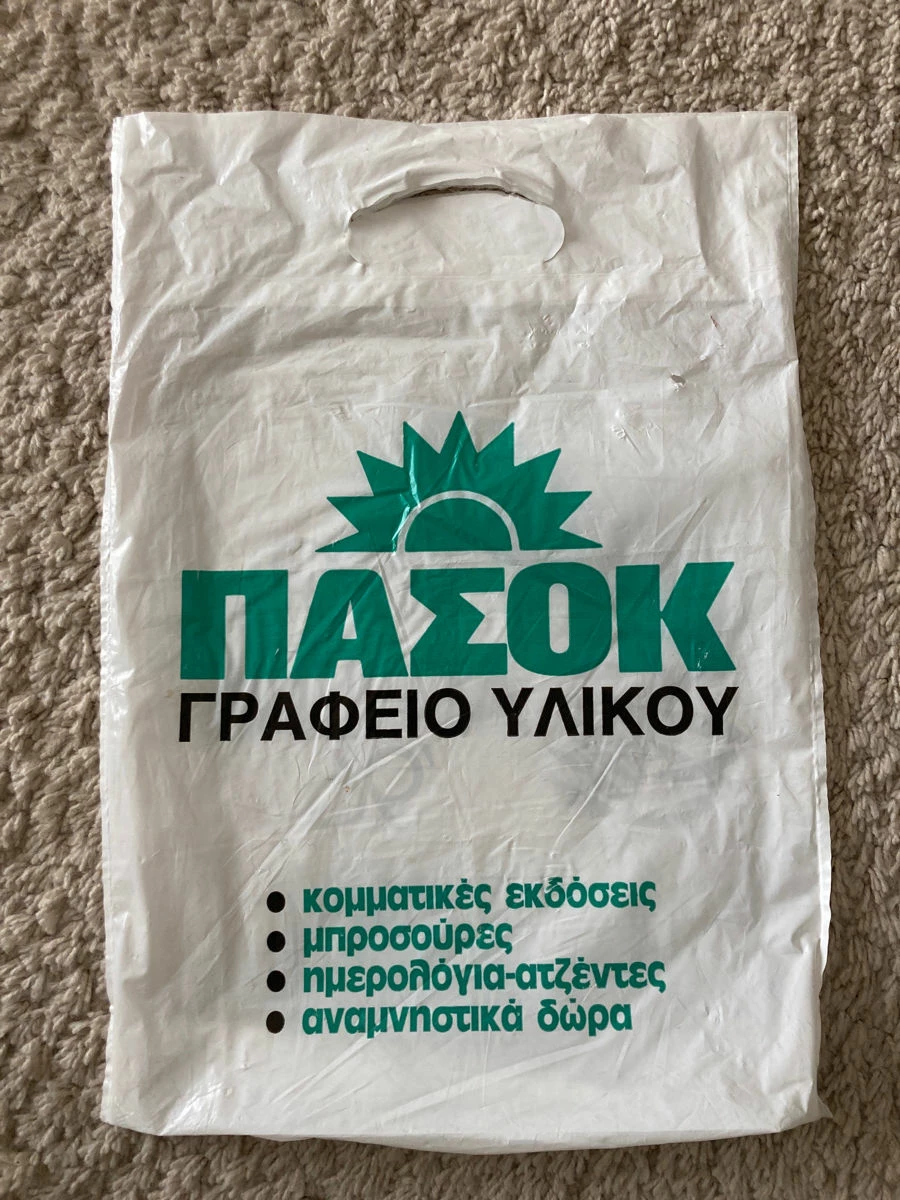 ΠΑΣΟΚ
ΓΡΑΦΕΙΟ ΥΛΙΚΟΥ
• κομματικές εκδόσεις
• μπροσούρες
• ημερολόγια-ατζέντες
• αναμνηστικά δώρα